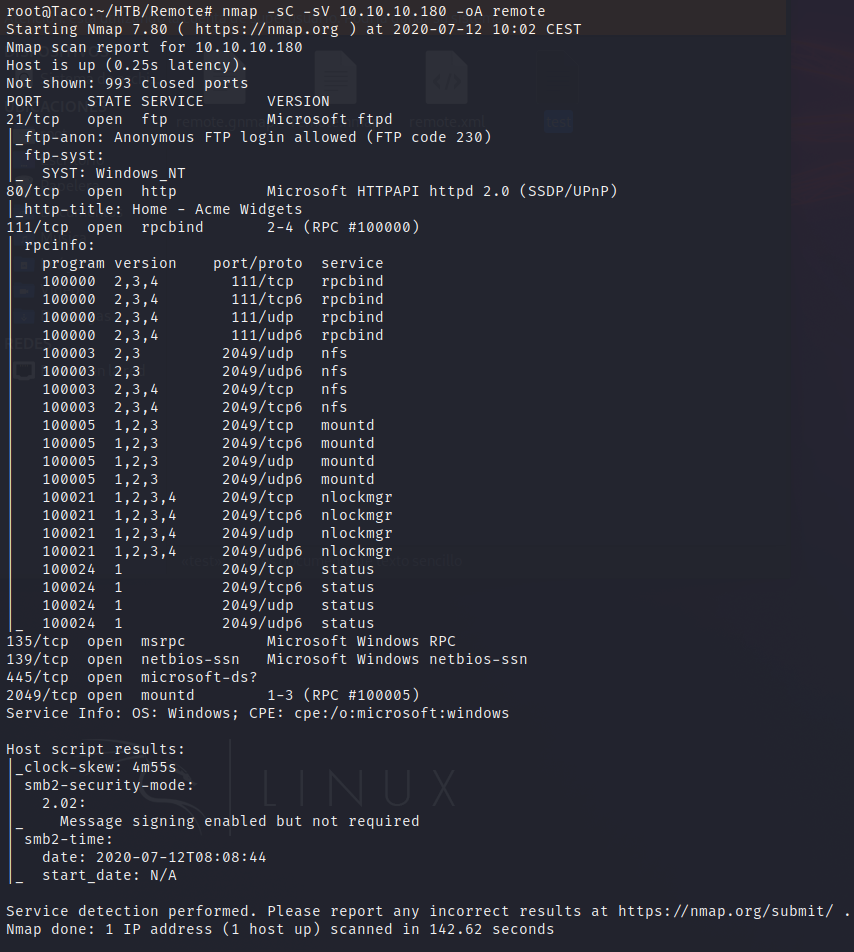 root@Taco:~/HTB/Remote# nmap -sC -sV 10.10.10.180 -oA remote
Starting Nmap 7.80 ( https://nmap.org ) at 2020-07-12 10:02 CEST
Nmap scan report for 10.10.10.180
Host is up (0.25s latency).
Not shown: 993 closed ports
PORT     STATE SERVICE       VERSION
21/tcp   open  ftp           Microsoft ftpd
|_ftp-anon: Anonymous FTP login allowed (FTP code 230)
| ftp-syst:
|_  SYST: Windows_NT
80/tcp   open  http          Microsoft HTTPAPI httpd 2.0 (SSDP/UPnP)
|_http-title: Home - Acme Widgets
111/tcp  open  rpcbind       2-4 (RPC #100000)
| rpcinfo:
|   program version    port/proto  service
|   100000  2,3,4        111/tcp   rpcbind
|   100000  2,3,4        111/tcp6  rpcbind
|   100000  2,3,4        111/udp   rpcbind
|   100000  2,3,4        111/udp6  rpcbind
|   100003  2,3         2049/udp   nfs
|   100003  2,3         2049/udp6  nfs
|   100003  2,3,4       2049/tcp   nfs
|   100003  2,3,4       2049/tcp6  nfs
|   100005  1,2,3       2049/tcp   mountd
|   100005  1,2,3       2049/tcp6  mountd
|   100005  1,2,3       2049/udp   mountd
|   100005  1,2,3       2049/udp6  mountd
|   100021  1,2,3,4     2049/tcp   nlockmgr
|   100021  1,2,3,4     2049/tcp6  nlockmgr
|   100021  1,2,3,4     2049/udp   nlockmgr
|   100021  1,2,3,4     2049/udp6  nlockmgr
|   100024  1           2049/tcp   status
|   100024  1           2049/tcp6  status
|   100024  1           2049/udp   status
|_  100024  1           2049/udp6  status
135/tcp  open  msrpc         Microsoft Windows RPC
139/tcp  open  netbios-ssn   Microsoft Windows netbios-ssn
445/tcp  open  microsoft-ds?
2049/tcp open  mountd        1-3 (RPC #100005)
Service Info: OS: Windows; CPE: cpe:/o:microsoft:windows
Host script results:
|_clock-skew: 4m55s
| smb2-security-mode:
|   2.02:
|_    Message signing enabled but not required
| smb2-time:
|   date: 2020-07-12T08:08:44
|_  start_date: N/A
Service detection performed. Please report any incorrect results at https://nmap.org/submit/ .
Nmap done: 1 IP address (1 host up) scanned in 142.62 seconds
LINUX